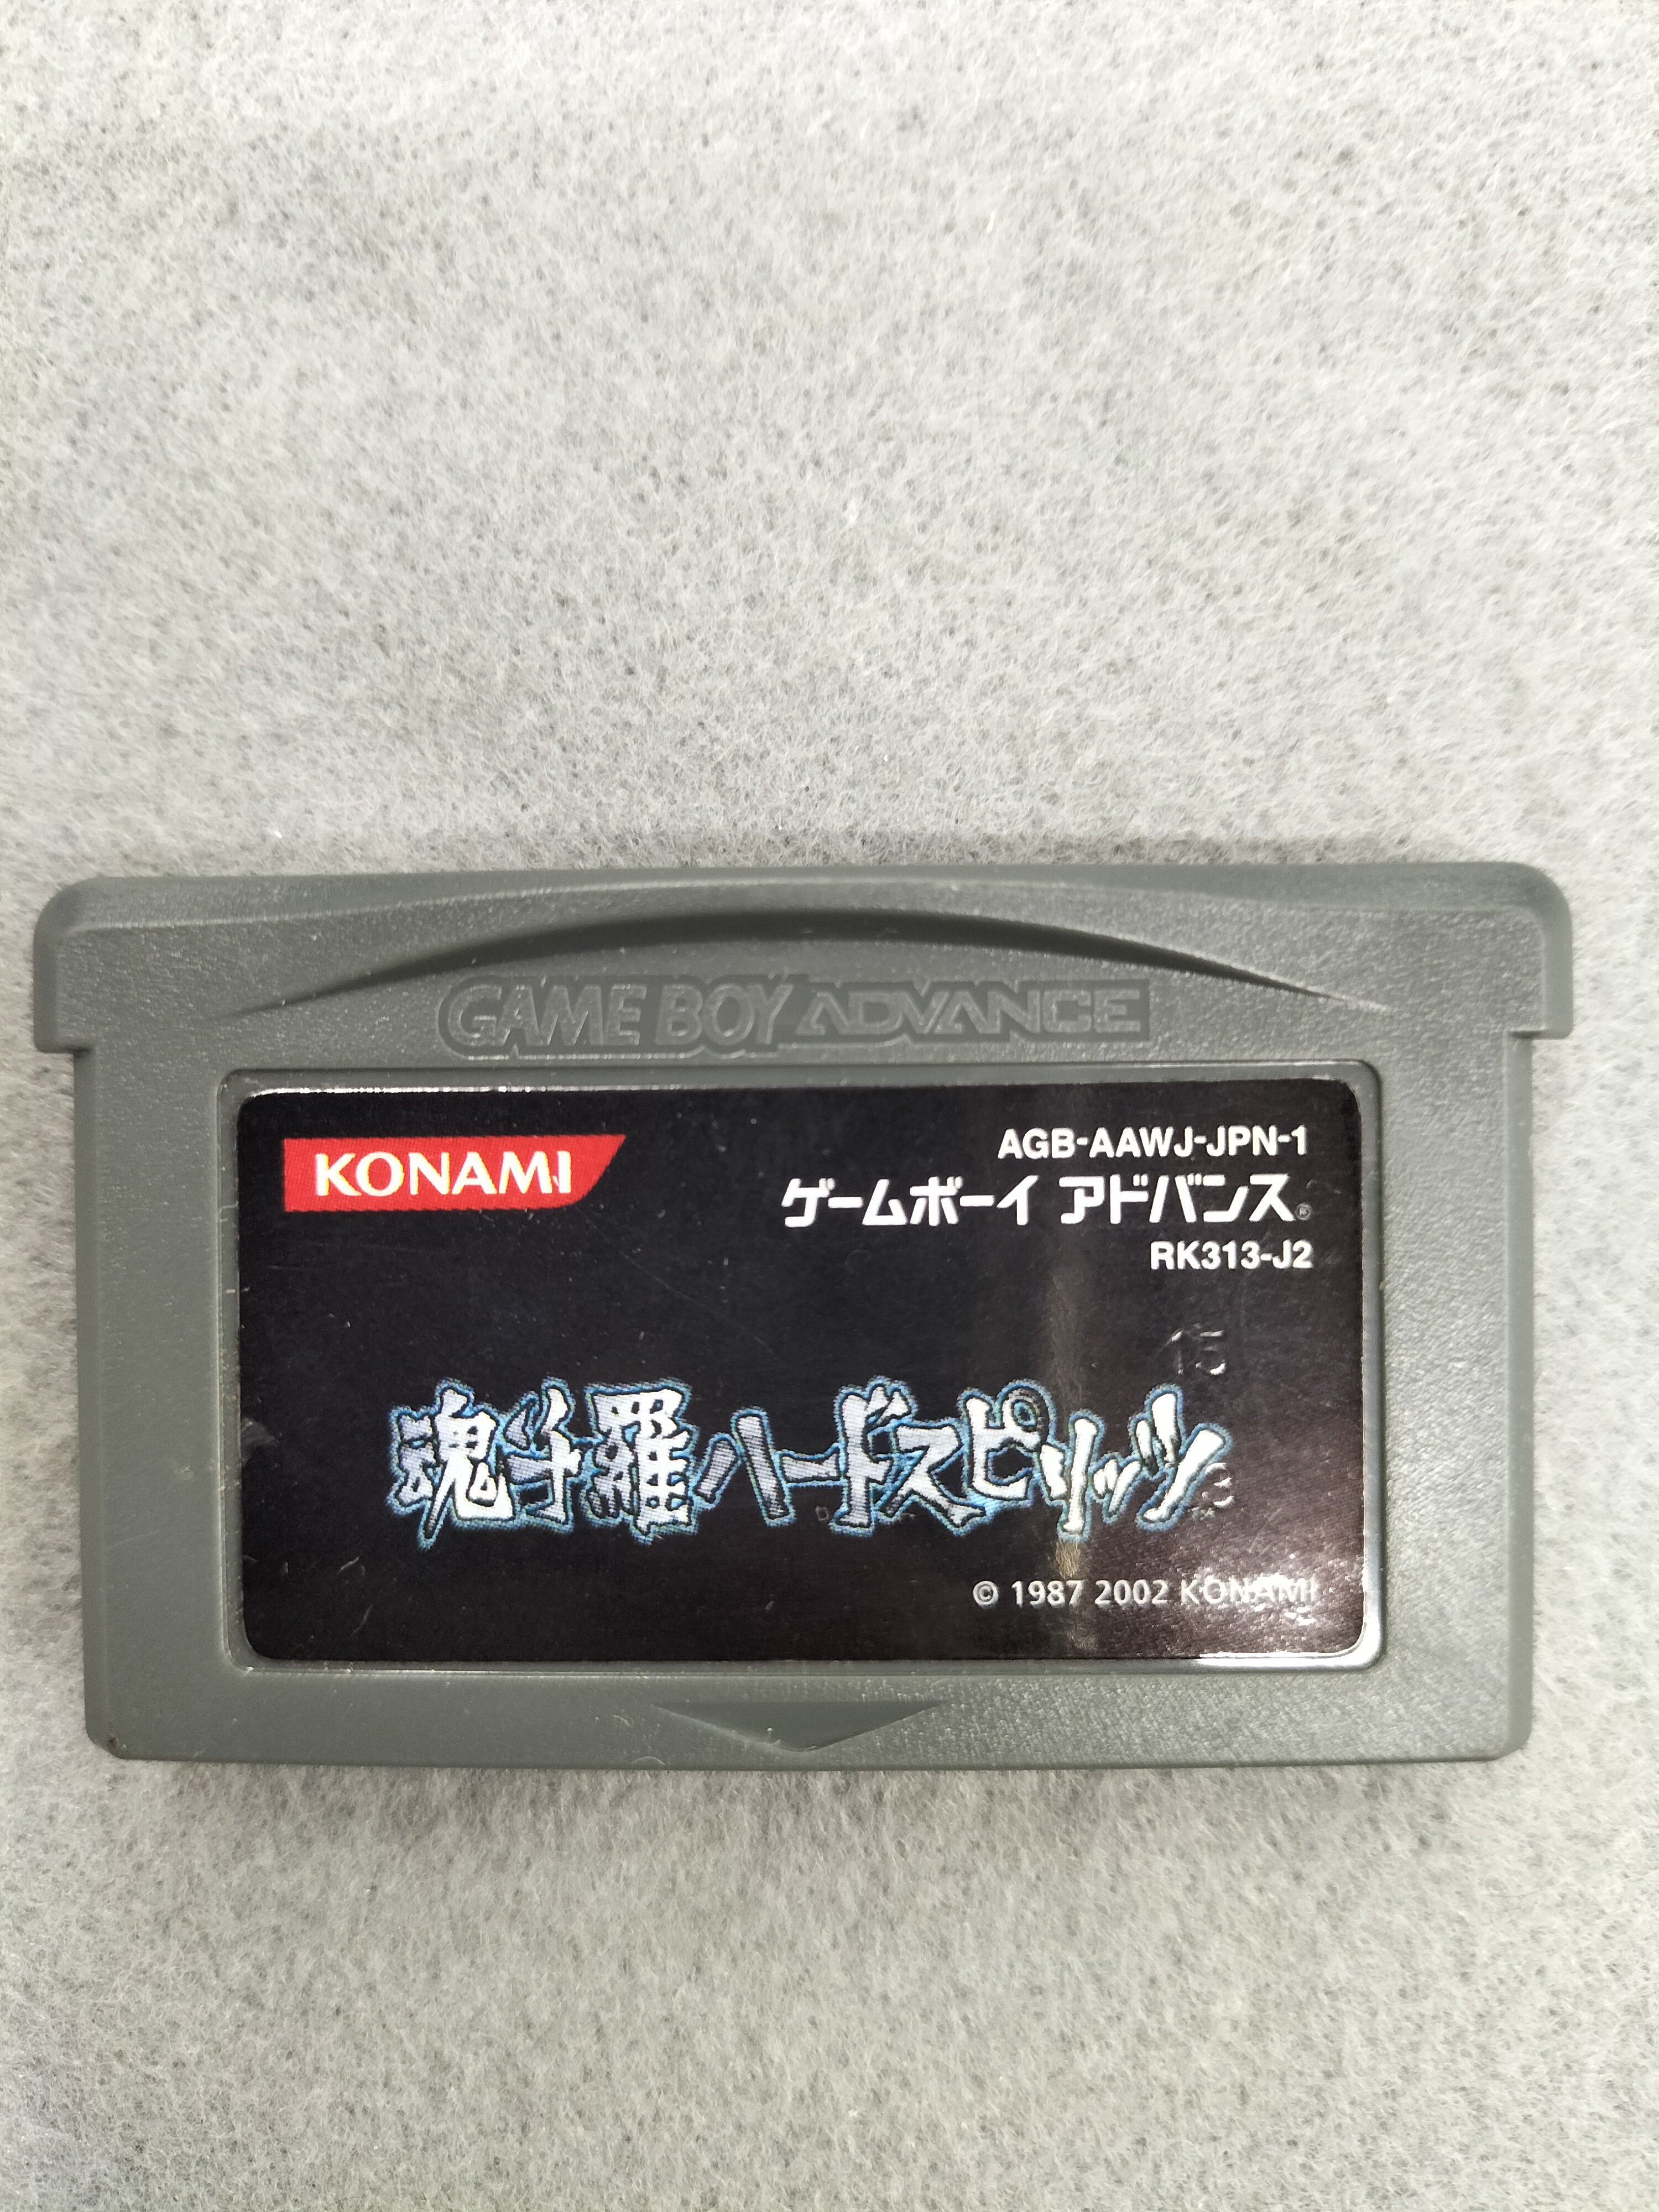 GAME BOY ADVANCE
KONAMI
AGB-AAWJ-JPN-1
ゲームボーイ アドバンス®
RK313-J2
15
魂斗羅ハードスピリッツ
© 1987 2002 KONAMI